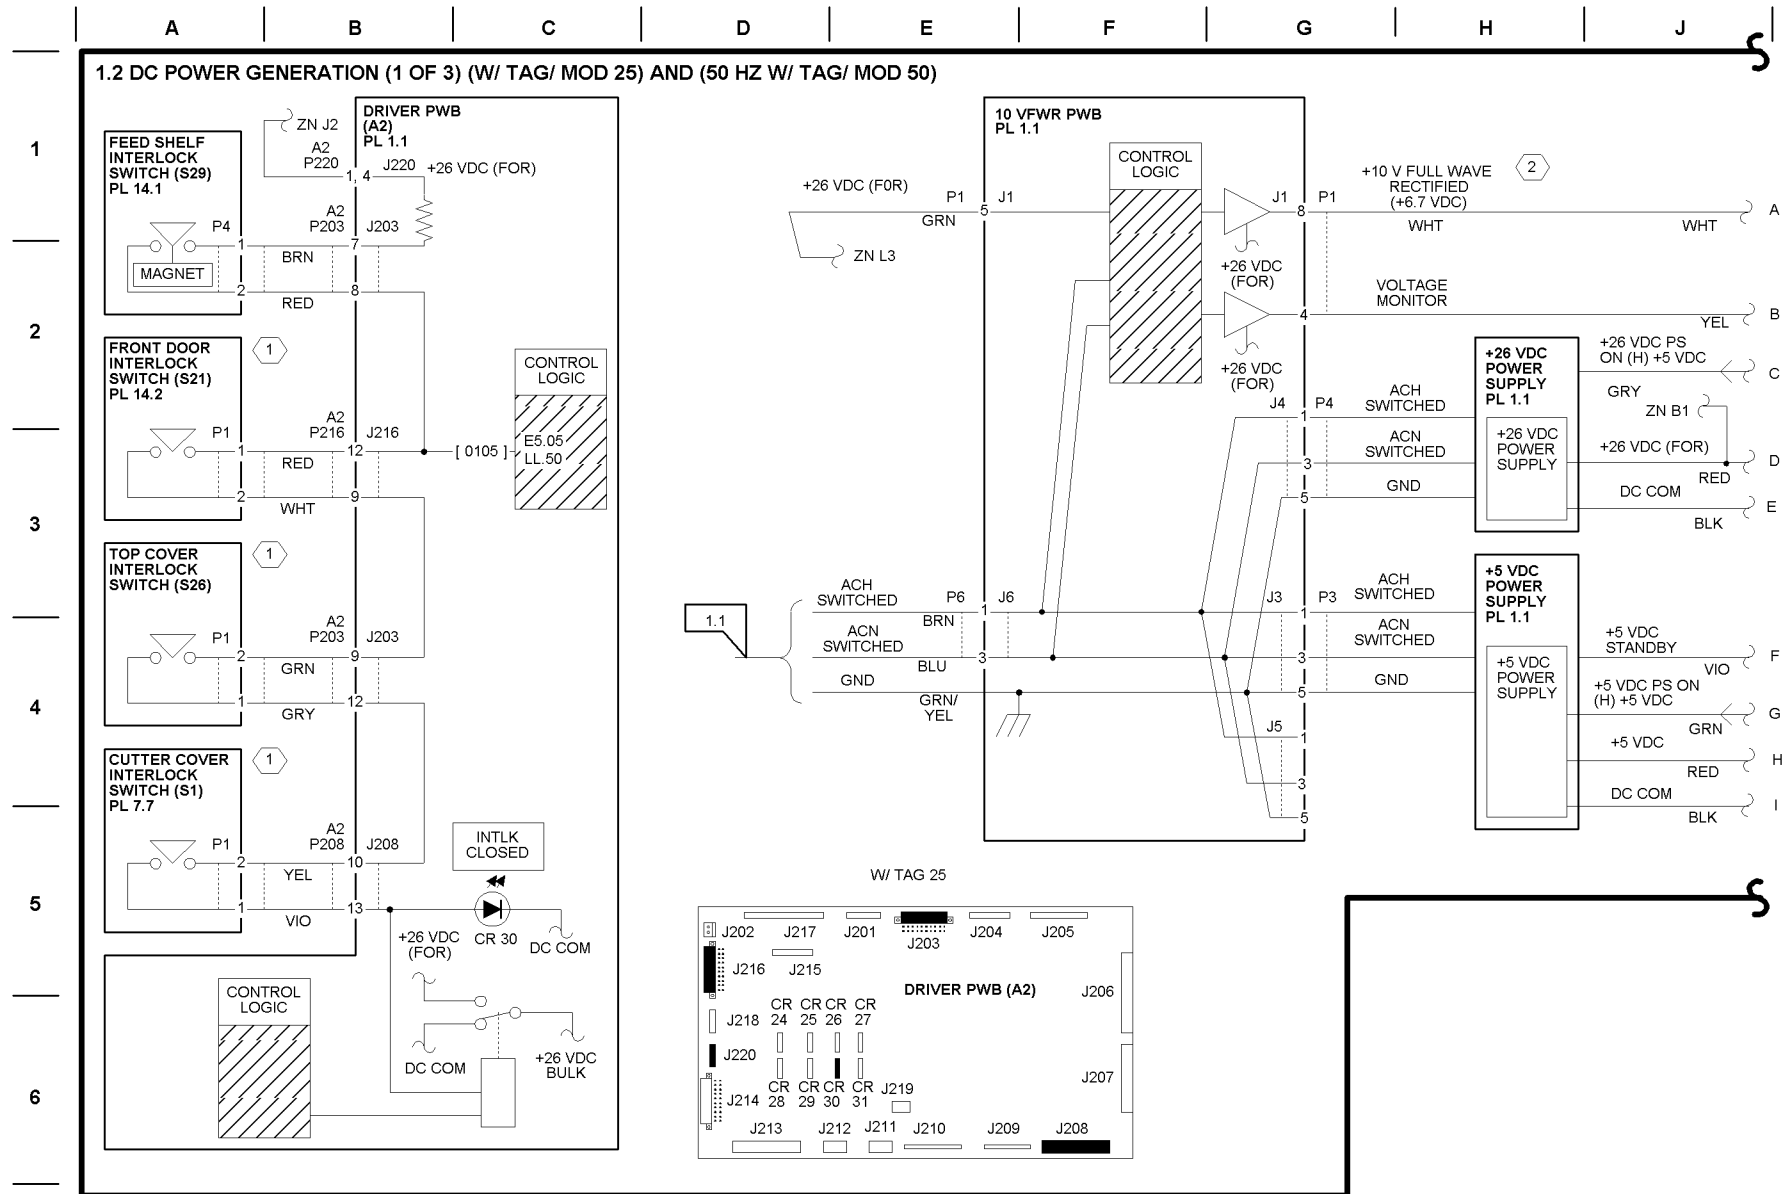 A B C D E F G H J
1.2 DC POWER GENERATION (1 OF 3) (W/ TAG/ MOD 25) AND (50 HZ W/ TAG/ MOD 50)
1
2
3
4
5
6
FEED SHELF
INTERLOCK
SWITCH (S29)
PL 14.1
P4
1
MAGNET
2
BRN
RED
ZN J2
A2
P220
1, 4
J220
+26 VDC (FOR)
A2
P203
J203
7
8
DRIVER PWB
(A2)
PL 1.1
FRONT DOOR
INTERLOCK
SWITCH (S21)
PL 14.2
1
P1
1
2
RED
WHT
A2
P216
J216
12
9
[ 0105 ]
CONTROL
LOGIC
E5.05
LL.50
TOP COVER
INTERLOCK
SWITCH (S26)
1
P1
2
1
GRN
GRY
A2
P203
J203
9
12
CUTTER COVER
INTERLOCK
SWITCH (S1)
PL 7.7
1
P1
2
1
YEL
VIO
A2
P208
J208
10
13
INTLK
CLOSED
CR 30
DC COM
+26 VDC
(FOR)
DC COM
+26 VDC
BULK
CONTROL
LOGIC
10 VFWR PWB
PL 1.1
CONTROL
LOGIC
+26 VDC (F0R)
P1
J1
5
GRN
ZN L3
J1
P1
8
+26 VDC
(FOR)
4
+26 VDC
(FOR)
+10 V FULL WAVE
RECTIFIED
(+6.7 VDC)
2
WHT
WHT
A
VOLTAGE
MONITOR
YEL
B
J4
P4
1
3
5
ACH
SWITCHED
ACN
SWITCHED
GND
+26 VDC
POWER
SUPPLY
PL 1.1
+26 VDC
POWER
SUPPLY
+26 VDC PS
ON (H) +5 VDC
GRY
C
ZN B1
+26 VDC (FOR)
RED
D
DC COM
BLK
E
1.1
ACH
SWITCHED
P6
J6
1
BRN
ACN
SWITCHED
3
BLU
GND
GRN/
YEL
J3
P3
1
3
5
ACH
SWITCHED
ACN
SWITCHED
GND
J5
1
3
5
+5 VDC
POWER
SUPPLY
PL 1.1
+5 VDC
POWER
SUPPLY
+5 VDC
STANDBY
VIO
F
+5 VDC PS ON
(H) +5 VDC
GRN
G
+5 VDC
RED
H
DC COM
BLK
I
W/ TAG 25
J202
J217
J201
J203
J204
J205
J216
J215
DRIVER PWB (A2)
J206
J218
CR CR CR CR
24 25 26 27
J220
J207
J214
CR CR CR CR
28 29 30 31
J219
J213
J212
J211
J210
J209
J208